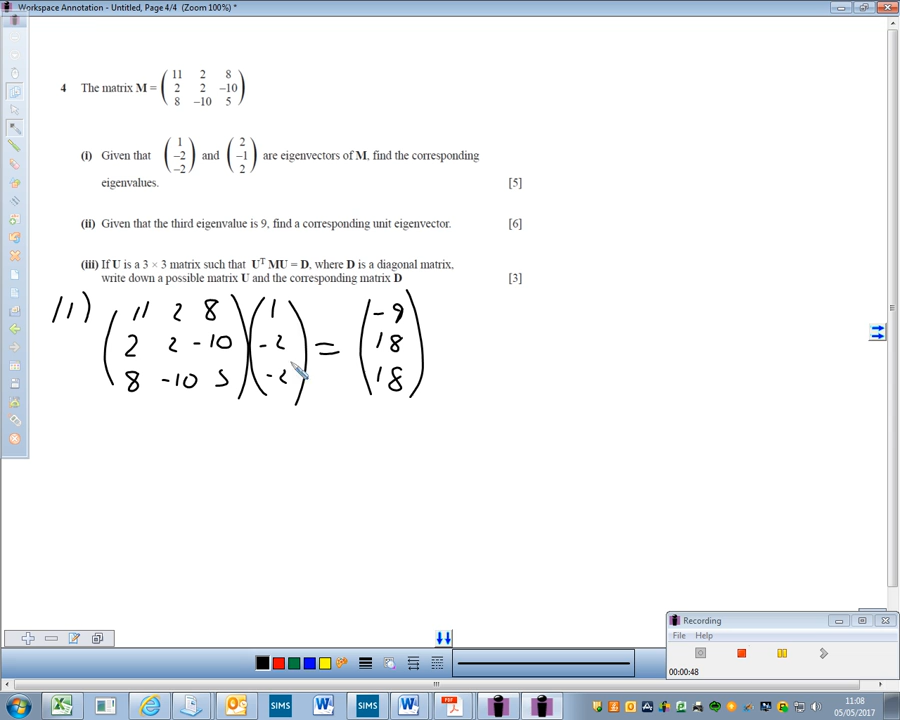 Workspace Annotation - Untitled, Page 4/4 (Zoom 100%) *
4 The matrix M = ( 11 2 8
2 2 −10
8 −10 5 )
(i) Given that ( 1 −2 −2 ) and ( 2 −1 2 ) are eigenvectors of M, find the corresponding
eigenvalues. [5]
(ii) Given that the third eigenvalue is 9, find a corresponding unit eigenvector. [6]
(iii) If U is a 3 × 3 matrix such that Uᵀ MU = D, where D is a diagonal matrix,
write down a possible matrix U and the corresponding matrix D [3]
(i) ( 11 2 8 ) ( 1 ) ( -9 )
( 2 2 -10 ) ( -2 ) = ( 18 )
( 8 -10 5 ) ( -2 ) ( 18 )
Recording
File Help
00:00:48
SIMS
SIMS
11:08
05/05/2017